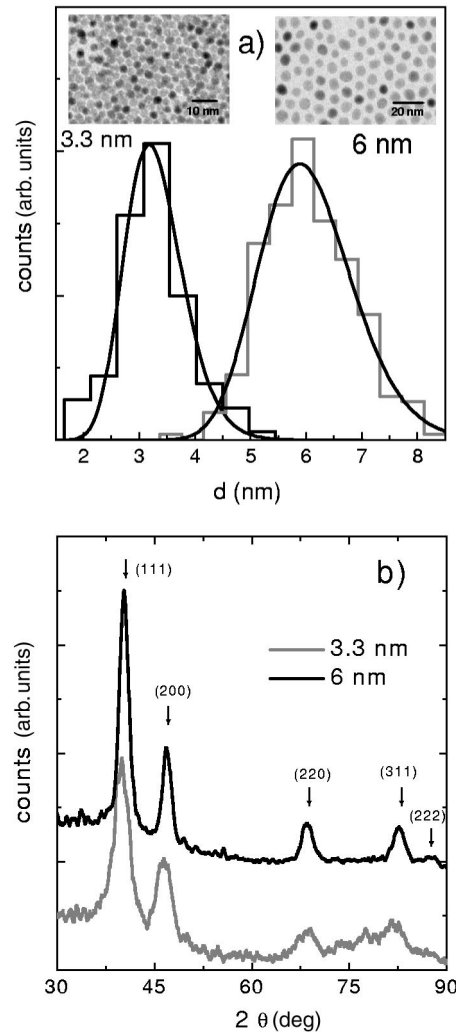 a)
10 nm
20 nm
3.3 nm
6 nm
counts (arb. units)
2 3 4 5 6 7 8
d (nm)
b)
(111)
3.3 nm
6 nm
(200)
(220)
(311)
(222)
counts (arb. units)
30 45 60 75 90
2 θ (deg)